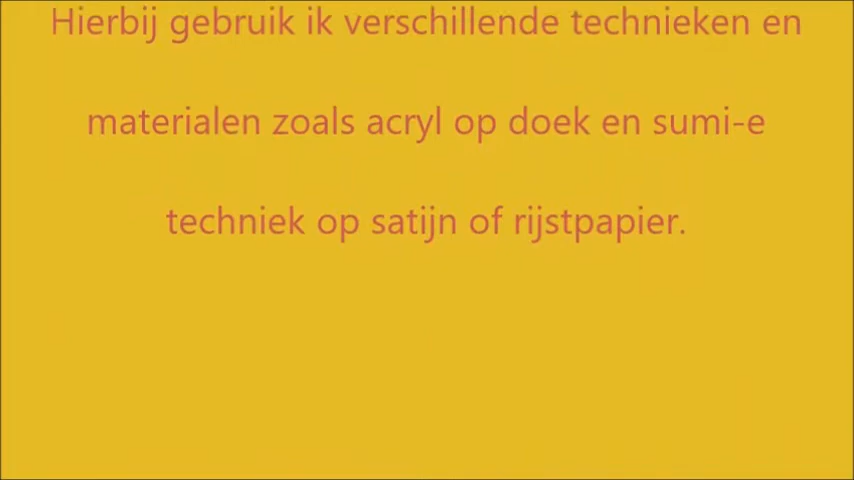 Hierbij gebruik ik verschillende technieken en
materialen zoals acryl op doek en sumi-e
techniek op satijn of rijstpapier.